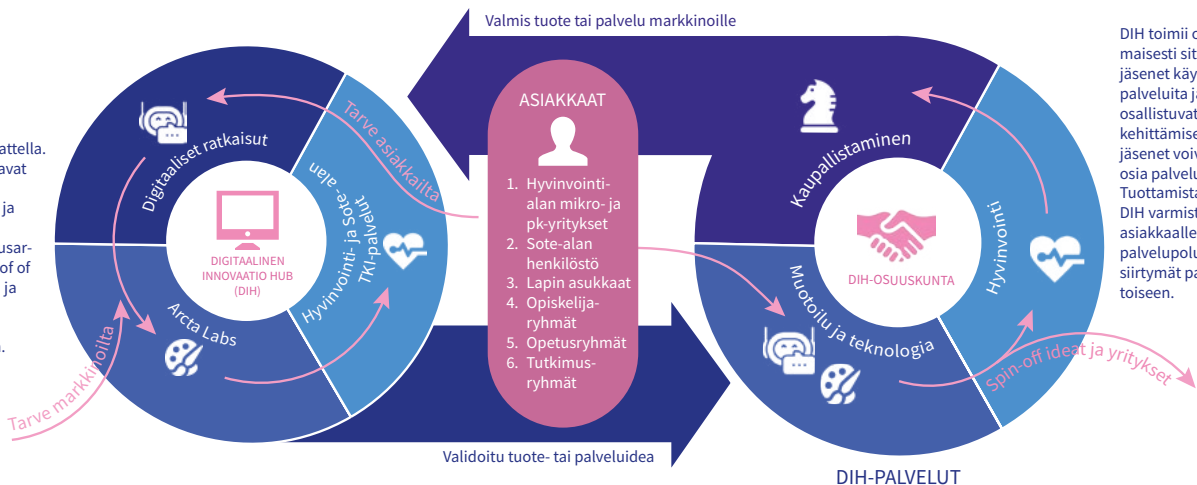 Valmis tuote tai palvelu markkinoille
attella.
avat
ja
usar-
of of
ja
Digitaaliset ratkaisut
Tarve asiakkailta
Hyvinvointi- ja Sote- alan
TKI-palvelut
Arcta Labs
DIGITAALINEN
INNOVAATIO HUB
(DIH)
Tarve markkinoilta
ASIAKKAAT
1. Hyvinvointi-
alan mikro- ja
pk-yritykset
2. Sote-alan
henkilöstö
3. Lapin asukkaat
4. Opiskelija-
ryhmät
5. Opetusryhmät
6. Tutkimus-
ryhmät
Kaupallistaminen
Hyvinvointi
Muotoilu ja teknologia
DIH-OSUUSKUNTA
Spin-off ideat ja yritykset
DIH toimii o
maisesti sit
jäsenet käy
palveluita ja
osallistuvat
kehittämise
jäsenet voiv
osia palvelu
Tuottamista
DIH varmist
asiakkaalle
palvelupolu
siirtymät pa
toiseen.
Validoitu tuote- tai palveluidea
DIH-PALVELUT